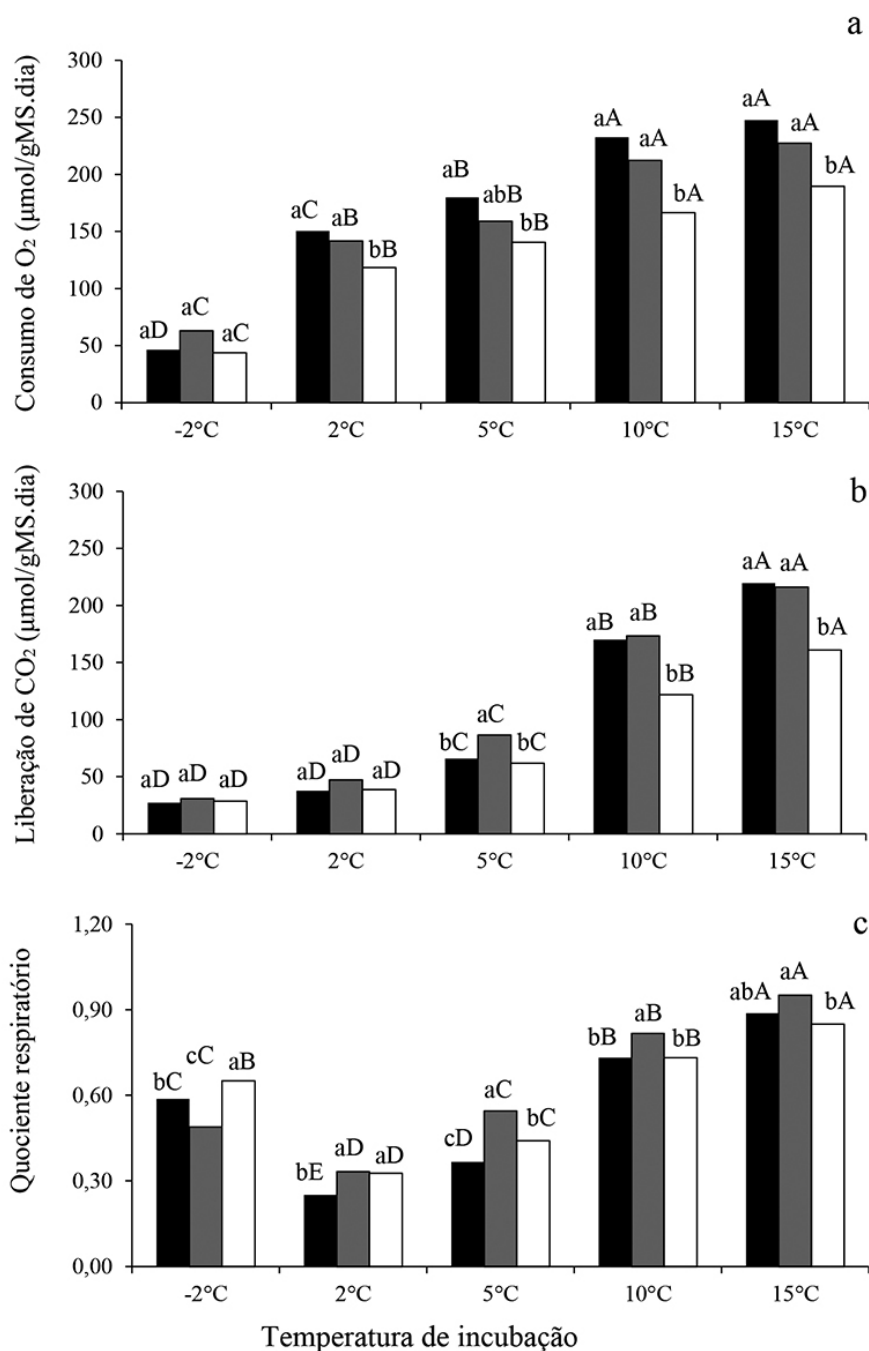 a
Consumo de O₂ (µmol/gMS.dia)
300
250
200
150
100
50
0
aD aC aC
aC aB bB
aB abB bB
aA aA bA
aA aA bA
-2°C 2°C 5°C 10°C 15°C
b
Liberação de CO₂ (µmol/gMS.dia)
300
250
200
150
100
50
0
aD aD aD
aD aD aD
bC aC bC
aB aB bB
aA aA bA
-2°C 2°C 5°C 10°C 15°C
c
Quociente respiratório
1,20
0,90
0,60
0,30
0,00
bC cC aB
bE aD aD
cD aC bC
bB aB bB
abA aA bA
-2°C 2°C 5°C 10°C 15°C
Temperatura de incubação